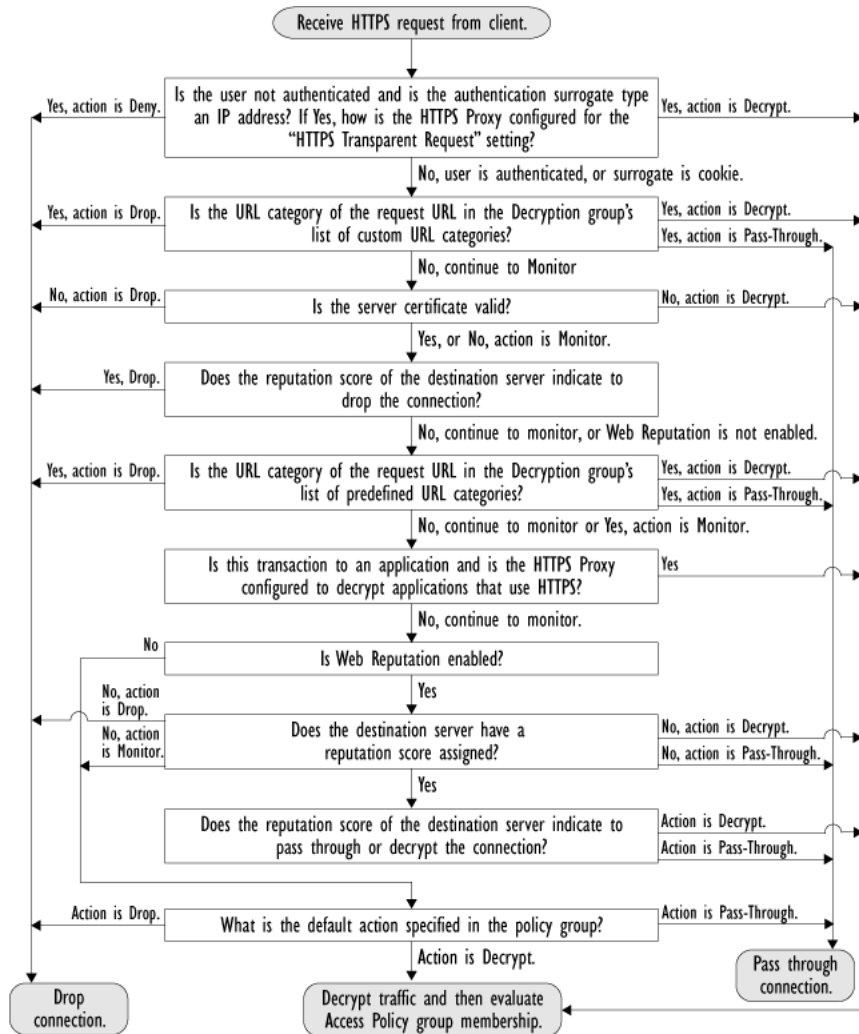 Receive HTTPS request from client.
Is the user not authenticated and is the authentication surrogate type
an IP address? If Yes, how is the HTTPS Proxy configured for the
“HTTPS Transparent Request” setting?
Yes, action is Deny.
Yes, action is Decrypt.
No, user is authenticated, or surrogate is cookie.
Is the URL category of the request URL in the Decryption group’s
list of custom URL categories?
Yes, action is Drop.
Yes, action is Decrypt.
Yes, action is Pass-Through.
No, continue to Monitor
Is the server certificate valid?
No, action is Drop.
No, action is Decrypt.
Yes, or No, action is Monitor.
Does the reputation score of the destination server indicate to
drop the connection?
Yes, Drop.
No, continue to monitor, or Web Reputation is not enabled.
Is the URL category of the request URL in the Decryption group’s
list of predefined URL categories?
Yes, action is Drop.
Yes, action is Decrypt.
Yes, action is Pass-Through.
No, continue to monitor or Yes, action is Monitor.
Is this transaction to an application and is the HTTPS Proxy
configured to decrypt applications that use HTTPS?
Yes
No, continue to monitor.
No
Is Web Reputation enabled?
Yes
No, action
is Drop.
No, action
is Monitor.
Does the destination server have a
reputation score assigned?
No, action is Decrypt.
No, action is Pass-Through.
Yes
Does the reputation score of the destination server indicate to
pass through or decrypt the connection?
Action is Decrypt.
Action is Pass-Through.
Action is Drop.
What is the default action specified in the policy group?
Action is Pass-Through.
Action is Decrypt.
Drop
connection.
Decrypt traffic and then evaluate
Access Policy group membership.
Pass through
connection.